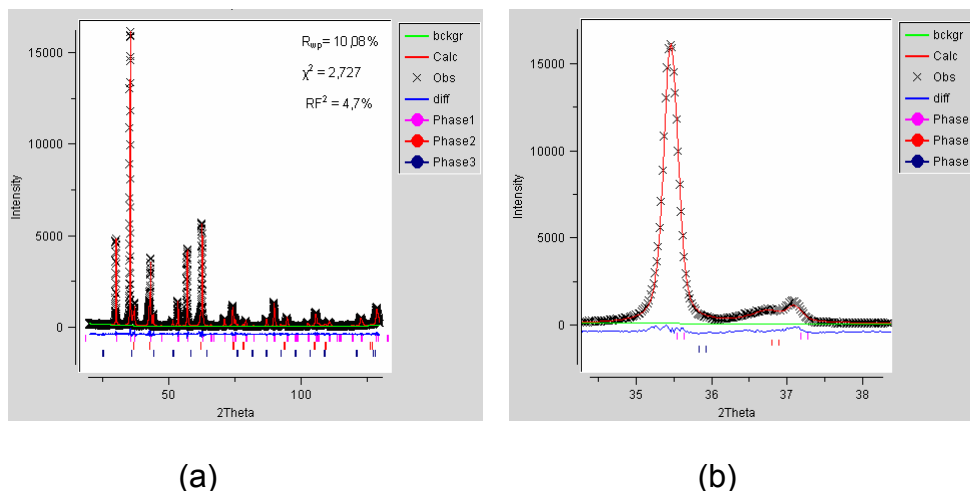 15000
10000
5000
0
Intensity
50
100
2Theta
Rwp= 10,08%
χ² = 2,727
RF² = 4,7%
bckgr
Calc
Obs
diff
Phase1
Phase2
Phase3
(a)
15000
10000
5000
0
Intensity
35
36
37
38
2Theta
bckgr
Calc
Obs
diff
Phase
Phase
Phase
(b)